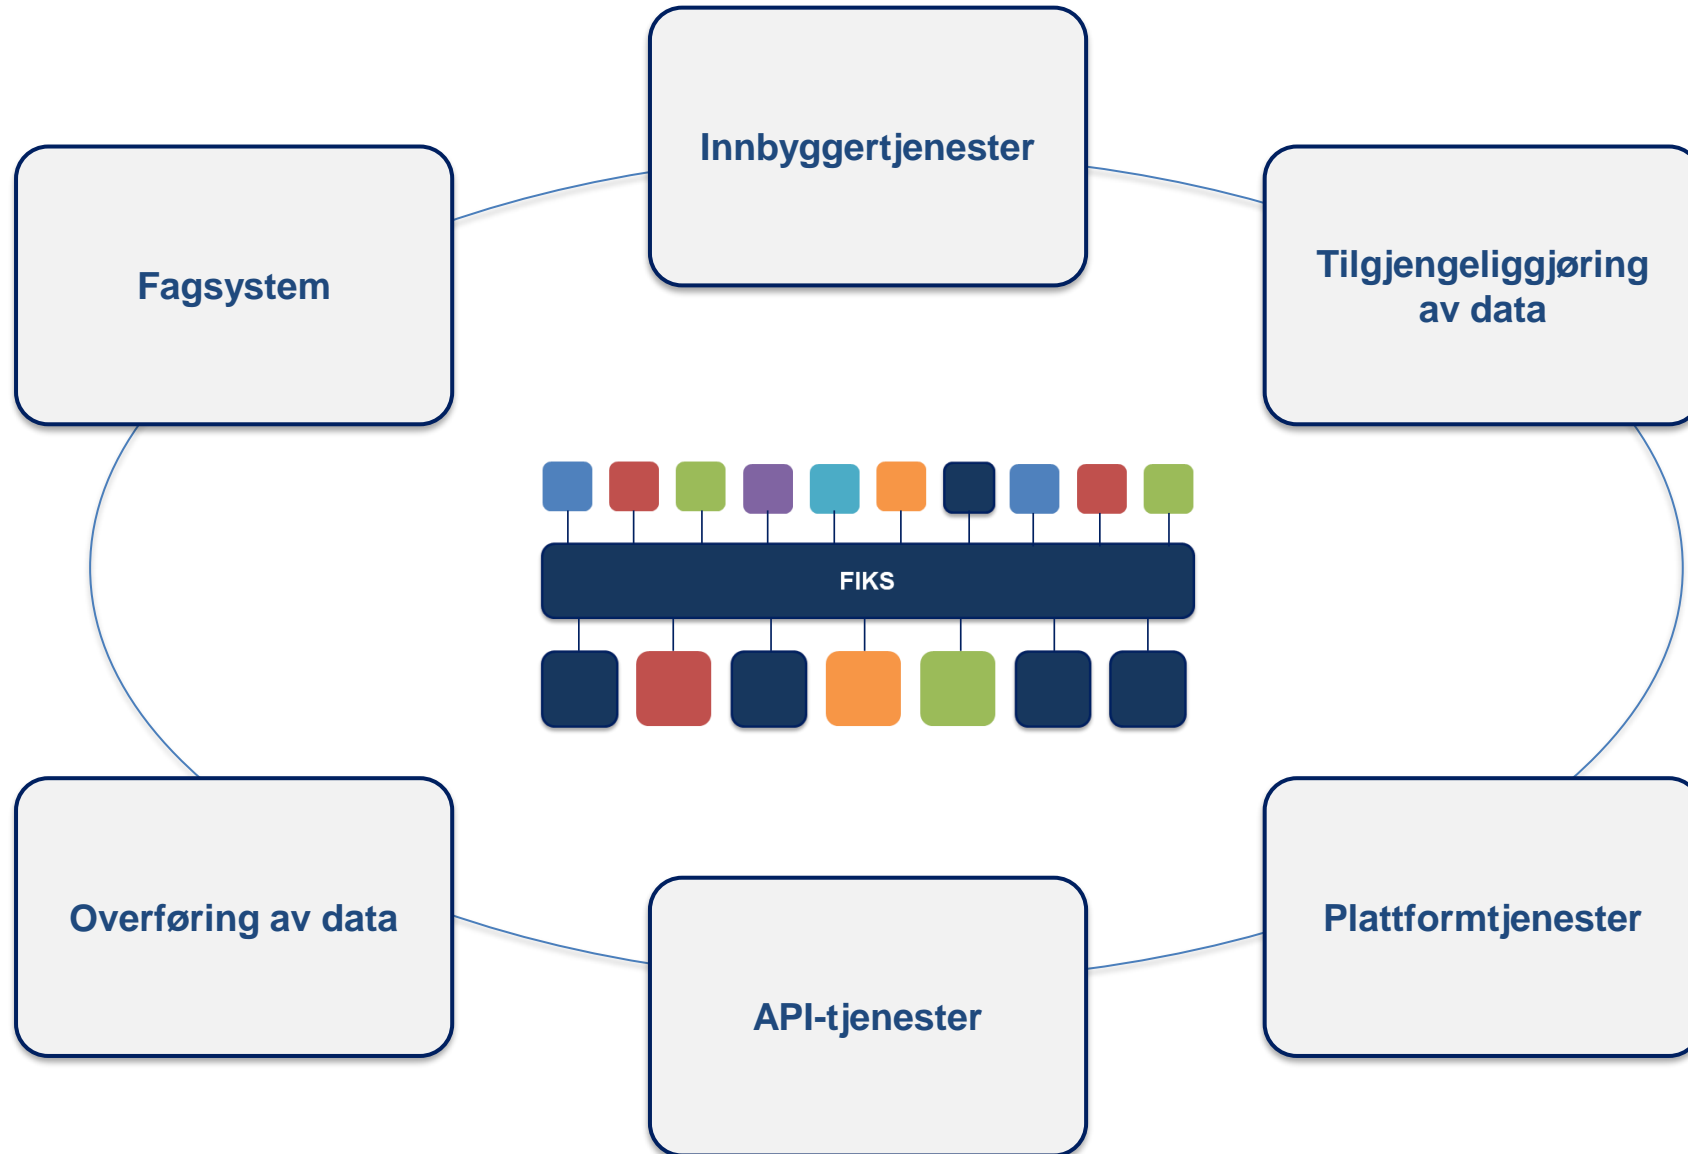 Innbyggertjenester
Fagsystem
Tilgjengeliggjøring
av data
FIKS
Overføring av data
Plattformtjenester
API-tjenester